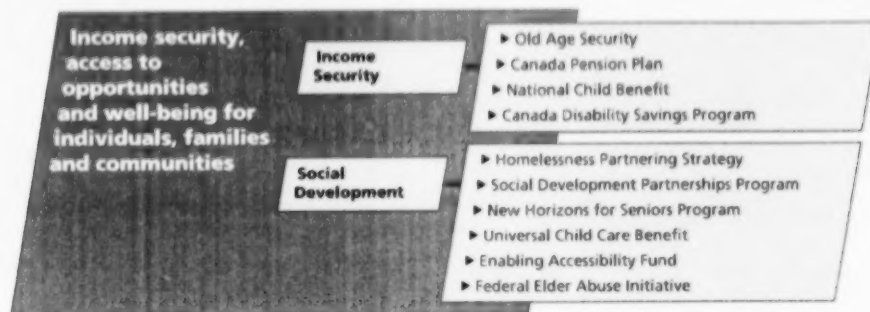 Income security,
access to
opportunities
and well-being for
individuals, families
and communities
Income
Security
▶ Old Age Security
▶ Canada Pension Plan
▶ National Child Benefit
▶ Canada Disability Savings Program
Social
Development
▶ Homelessness Partnering Strategy
▶ Social Development Partnerships Program
▶ New Horizons for Seniors Program
▶ Universal Child Care Benefit
▶ Enabling Accessibility Fund
▶ Federal Elder Abuse Initiative